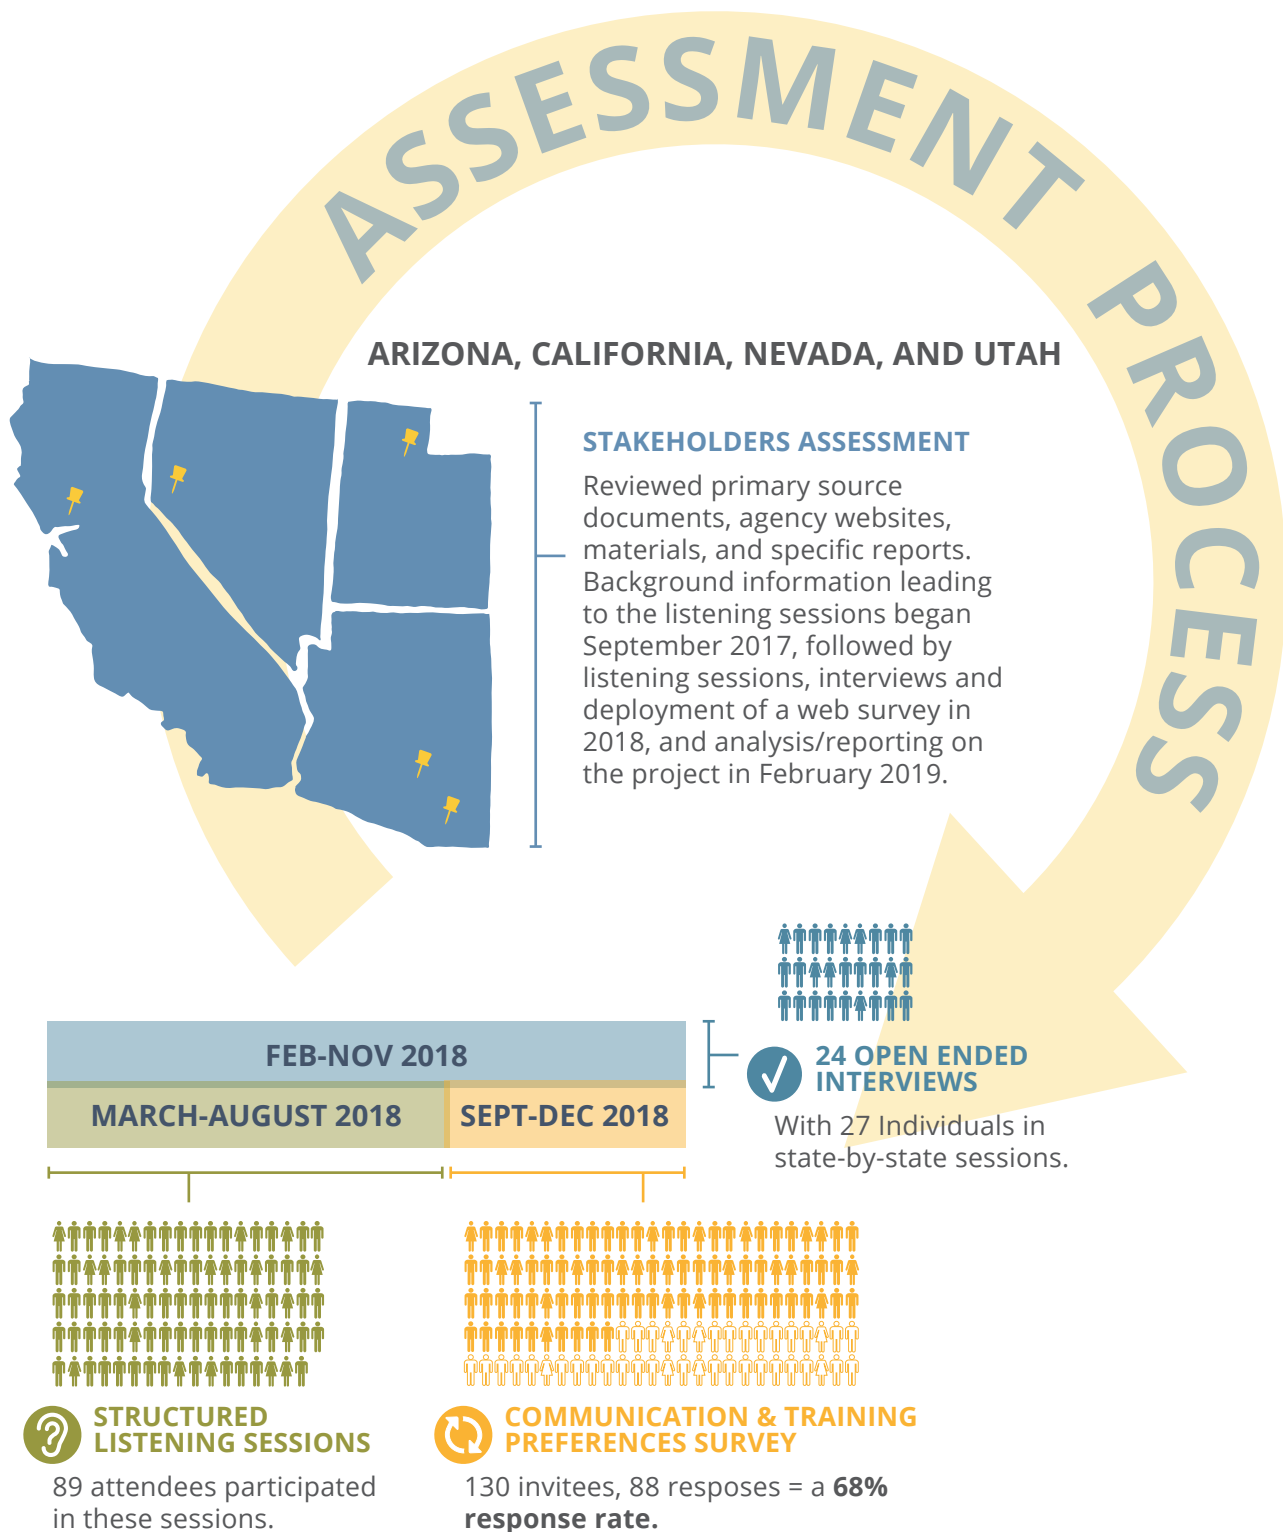 ASSESSMENT PROCESS
ARIZONA, CALIFORNIA, NEVADA, AND UTAH
STAKEHOLDERS ASSESSMENT
Reviewed primary source
documents, agency websites,
materials, and specific reports.
Background information leading
to the listening sessions began
September 2017, followed by
listening sessions, interviews and
deployment of a web survey in
2018, and analysis/reporting on
the project in February 2019.
FEB-NOV 2018
MARCH-AUGUST 2018
SEPT-DEC 2018
24 OPEN ENDED
INTERVIEWS
With 27 Individuals in
state-by-state sessions.
STRUCTURED
LISTENING SESSIONS
89 attendees participated
in these sessions.
COMMUNICATION & TRAINING
PREFERENCES SURVEY
130 invitees, 88 resposes = a 68%
response rate.